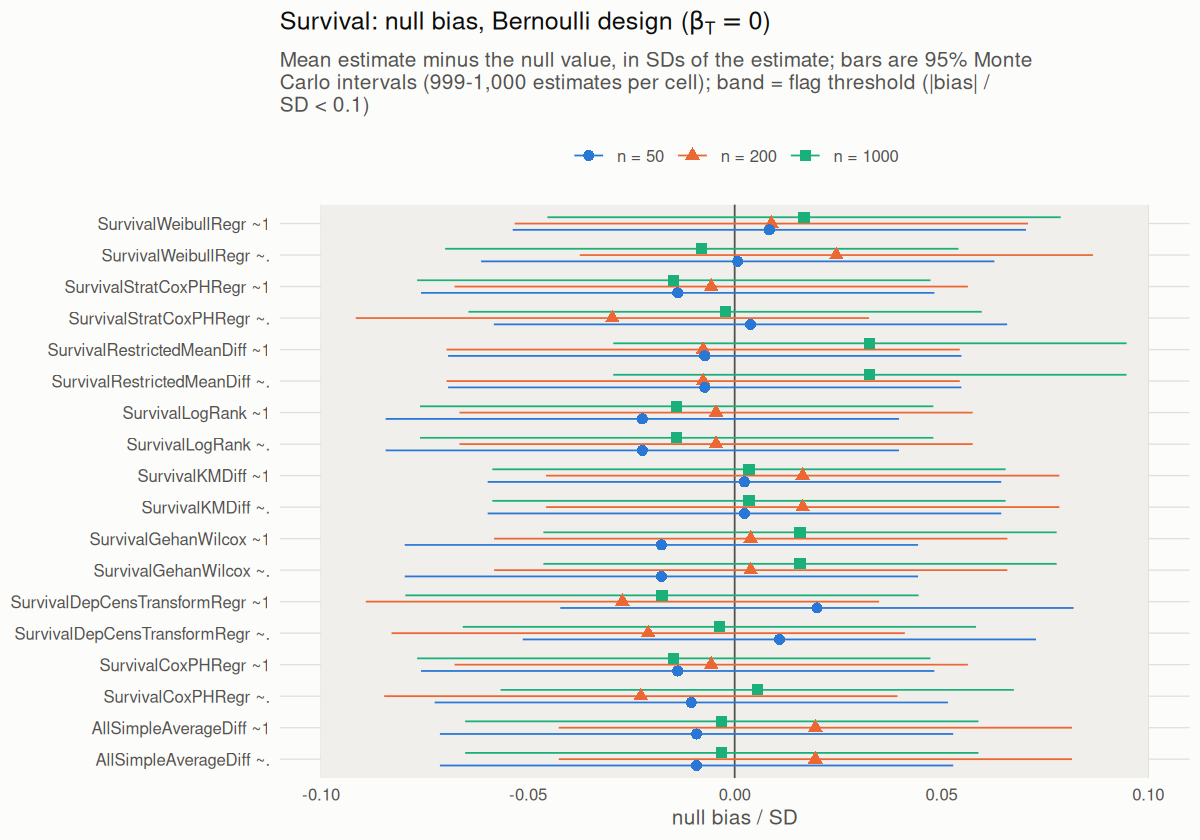 Survival: null bias, Bernoulli design (βT = 0)
Mean estimate minus the null value, in SDs of the estimate; bars are 95% Monte
Carlo intervals (999-1,000 estimates per cell); band = flag threshold (|bias| /
SD < 0.1)
n = 50 n = 200 n = 1000
SurvivalWeibullRegr ~1
SurvivalWeibullRegr ~.
SurvivalStratCoxPHRegr ~1
SurvivalStratCoxPHRegr ~.
SurvivalRestrictedMeanDiff ~1
SurvivalRestrictedMeanDiff ~.
SurvivalLogRank ~1
SurvivalLogRank ~.
SurvivalKMDiff ~1
SurvivalKMDiff ~.
SurvivalGehanWilcox ~1
SurvivalGehanWilcox ~.
SurvivalDepCensTransformRegr ~1
SurvivalDepCensTransformRegr ~.
SurvivalCoxPHRegr ~1
SurvivalCoxPHRegr ~.
AllSimpleAverageDiff ~1
AllSimpleAverageDiff ~.
-0.10 -0.05 0.00 0.05 0.10
null bias / SD